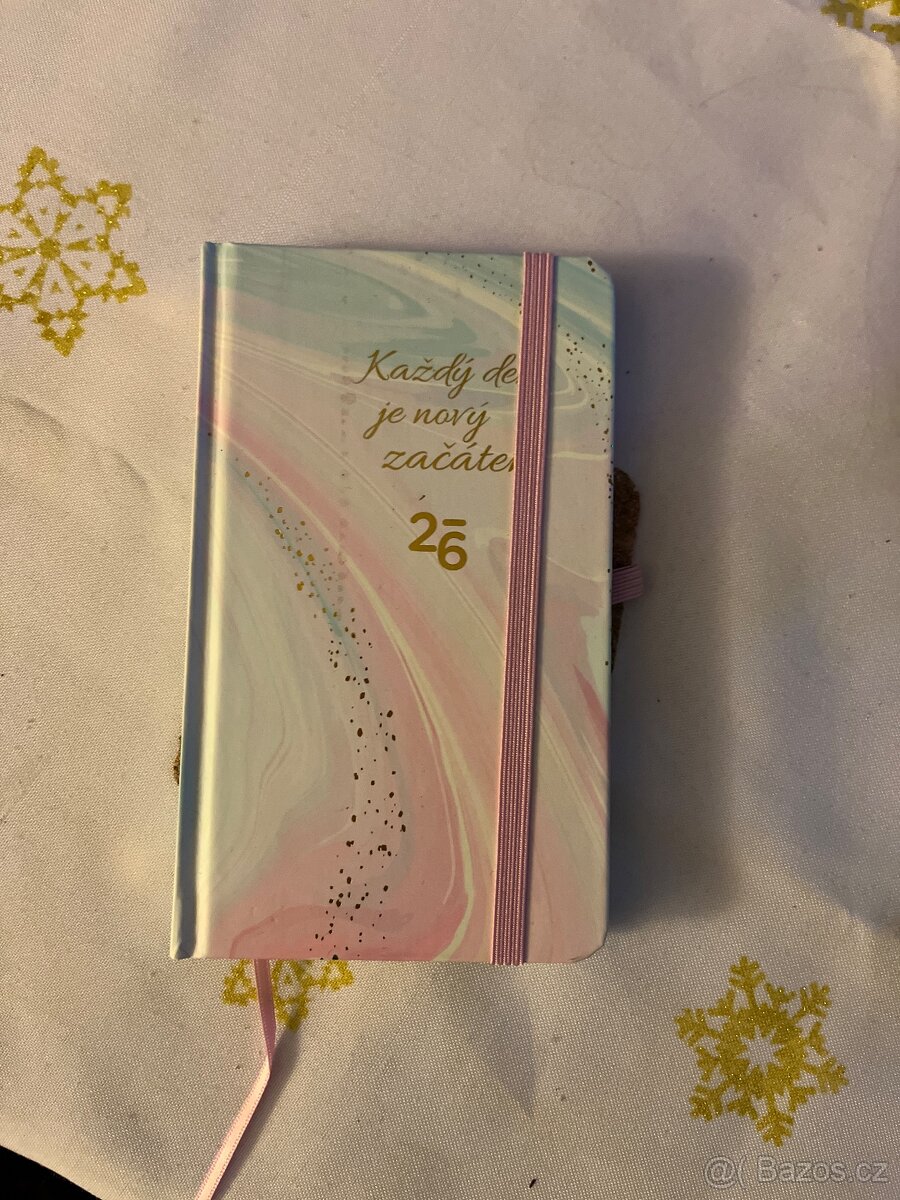 Každý de
je nový
začáte
26
@( Bazos.cz